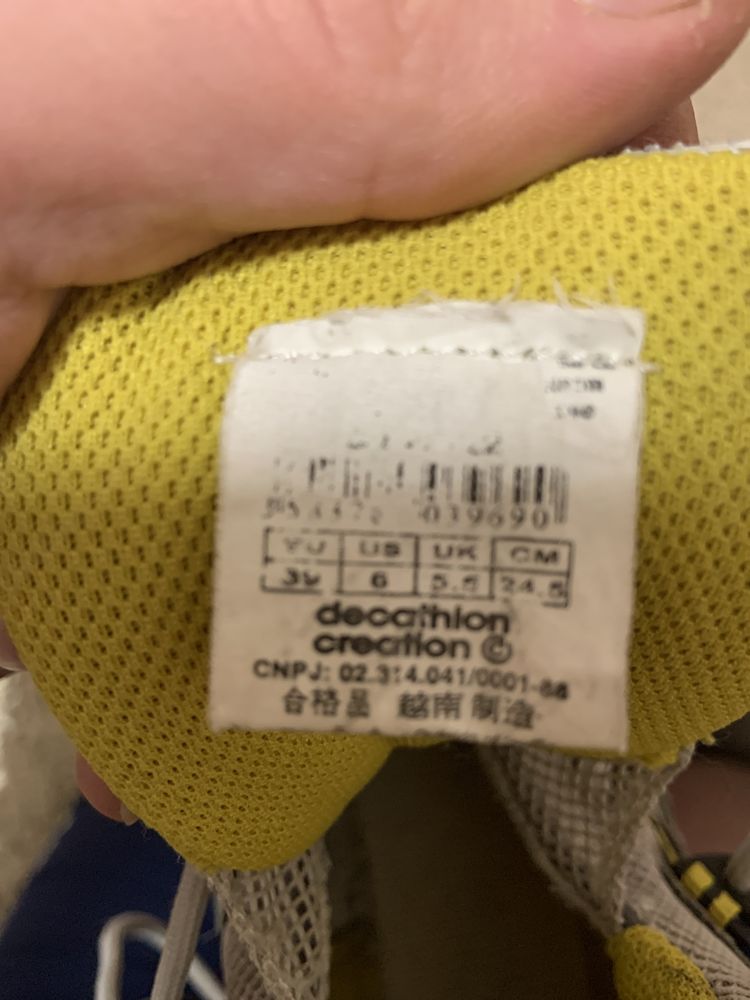 039690
US UK CM
39 6 5.5 24.5
decathlon
creation ©
CNPJ: 02.314.041/0001-88
合格品 越南制造